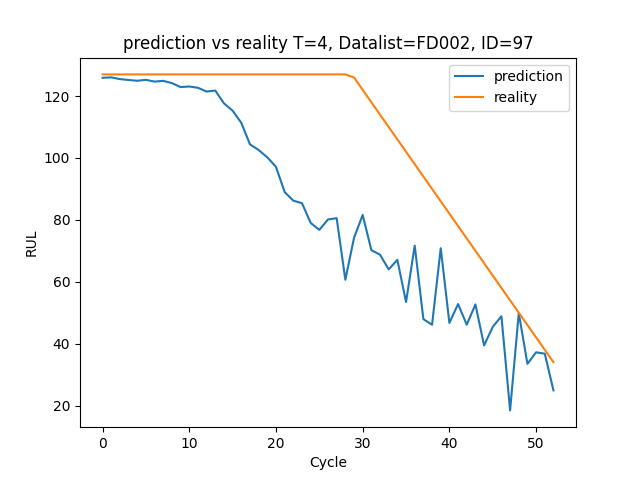 prediction vs reality T=4, Datalist=FD002, ID=97
prediction
reality
120
100
80
60
40
20
RUL
0 10 20 30 40 50
Cycle